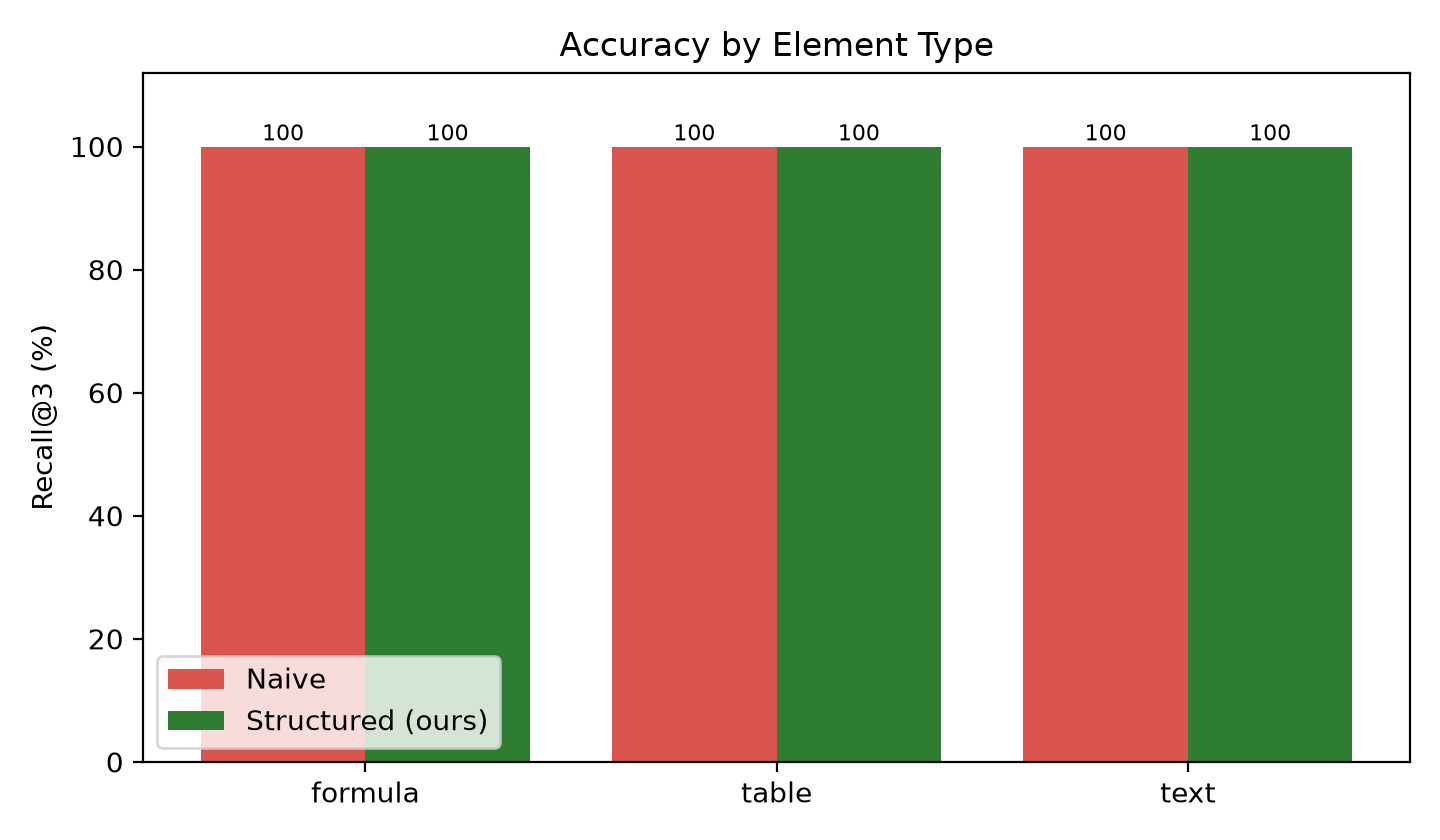 Accuracy by Element Type
Recall@3 (%)
100
80
60
40
20
0
100 100 100 100 100 100
Naive
Structured (ours)
formula table text